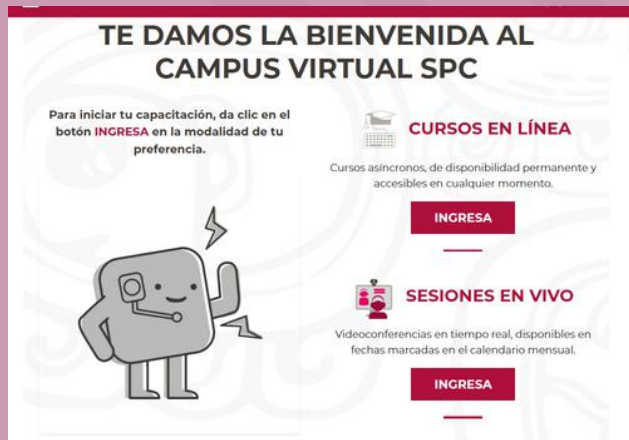 TE DAMOS LA BIENVENIDA AL
CAMPUS VIRTUAL SPC
Para iniciar tu capacitación, da clic en el
botón INGRESA en la modalidad de tu
preferencia.
CURSOS EN LÍNEA
Cursos asíncronos, de disponibilidad permanente y
accesibles en cualquier momento.
INGRESA
SESIONES EN VIVO
Videoconferencias en tiempo real, disponibles en
fechas marcadas en el calendario mensual.
INGRESA